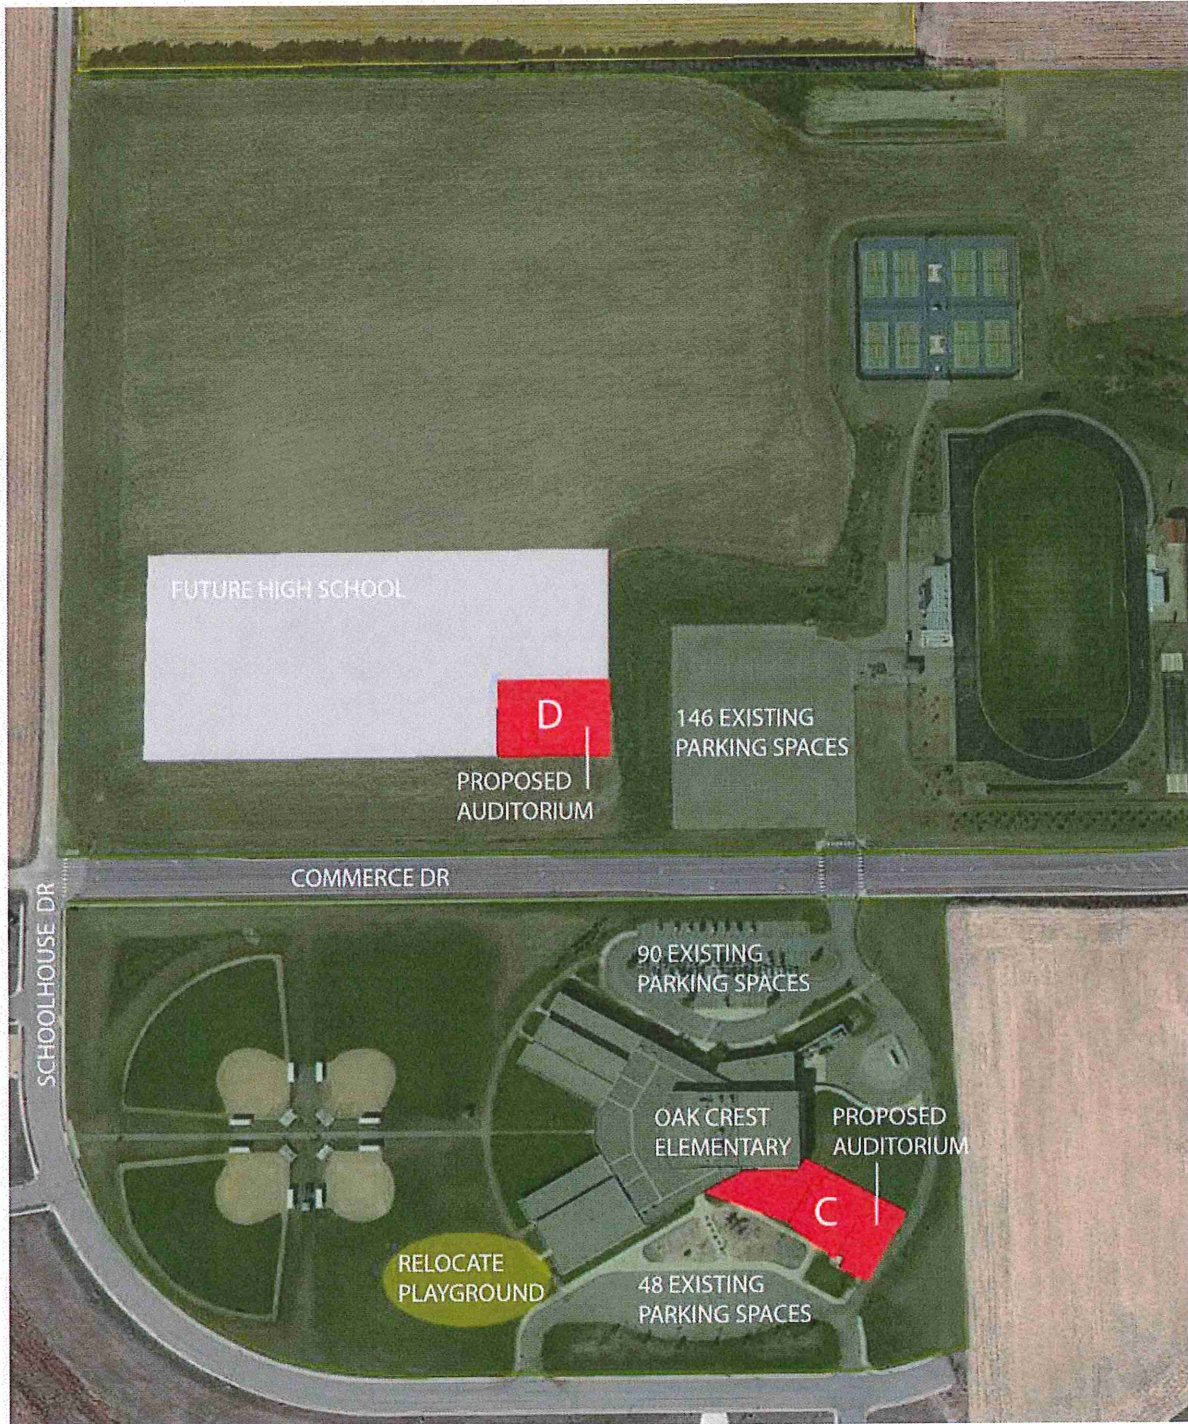 FUTURE HIGH SCHOOL
D
146 EXISTING
PARKING SPACES
PROPOSED
AUDITORIUM
COMMERCE DR
SCHOOLHOUSE DR
90 EXISTING
PARKING SPACES
OAK CREST
ELEMENTARY
PROPOSED
AUDITORIUM
C
RELOCATE
PLAYGROUND
48 EXISTING
PARKING SPACES